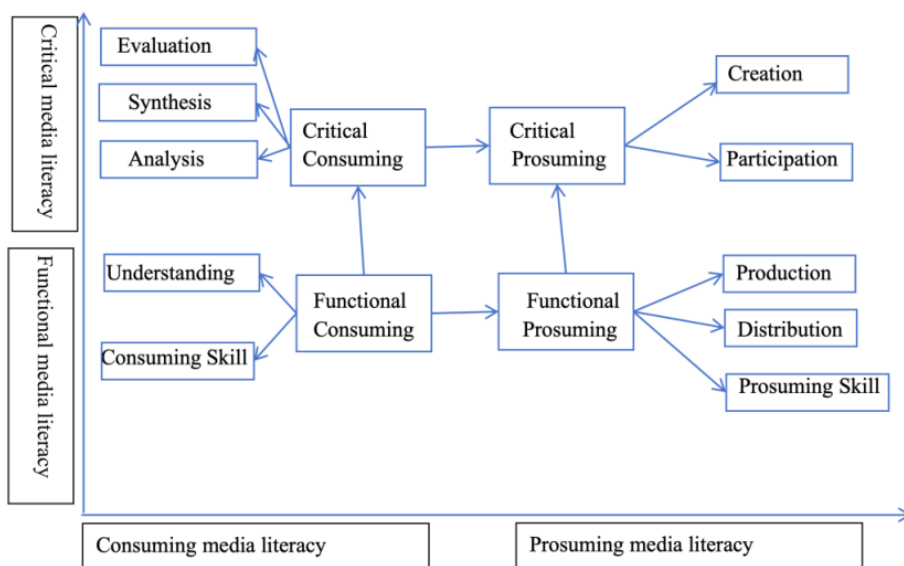 Critical media literacy
Functional media literacy
Evaluation
Synthesis
Analysis
Critical
Consuming
Critical
Prosuming
Creation
Participation
Understanding
Consuming Skill
Functional
Consuming
Functional
Prosuming
Production
Distribution
Prosuming Skill
Consuming media literacy
Prosuming media literacy